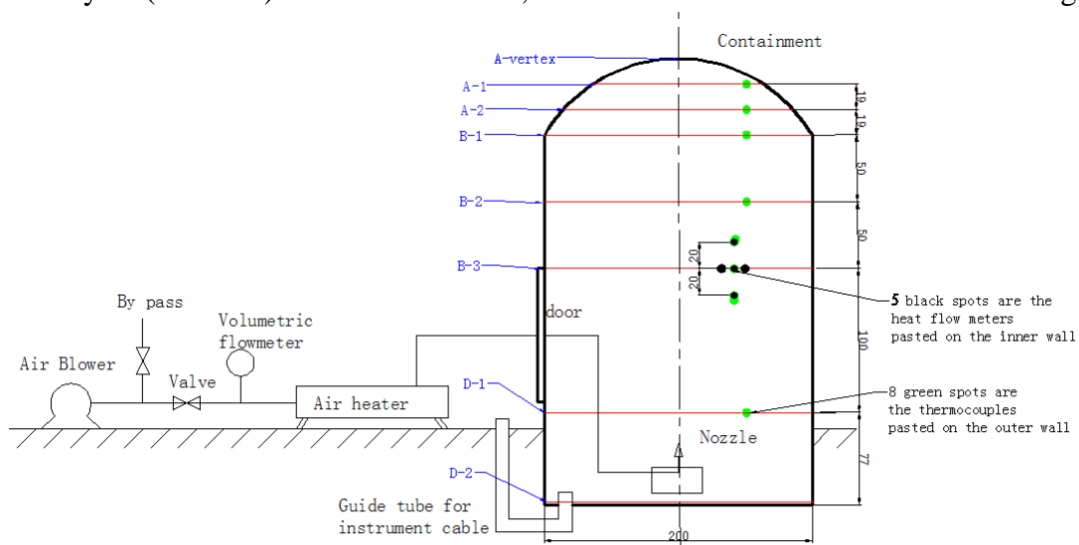 Containment
A-vertex
A-1
A-2
B-1
B-2
B-3
19
19
50
50
20
20
100
77
200
door
D-1
D-2
Nozzle
By pass
Volumetric
flowmeter
Air Blower
Valve
Air heater
Guide tube for
instrument cable
5 black spots are the
heat flow meters
pasted on the inner wall
8 green spots are
the thermocouples
pasted on the outer wall